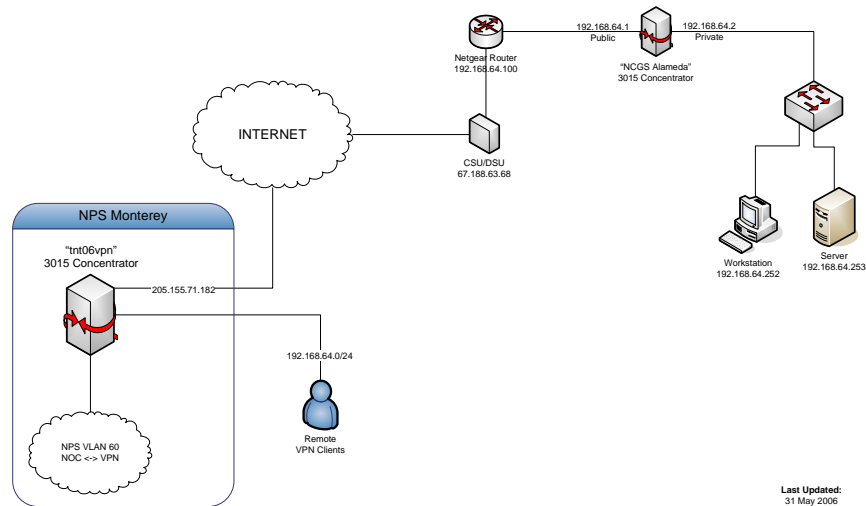 Netgear Router
192.168.64.100
192.168.64.1
Public
192.168.64.2
Private
“NCGS Alameda”
3015 Concentrator
INTERNET
CSU/DSU
67.188.63.68
NPS Monterey
“tnt06vpn”
3015 Concentrator
205.155.71.182
Workstation
192.168.64.252
Server
192.168.64.253
192.168.64.0/24
Remote
VPN Clients
NPS VLAN 60
NOC <-> VPN
Last Updated:
31 May 2006